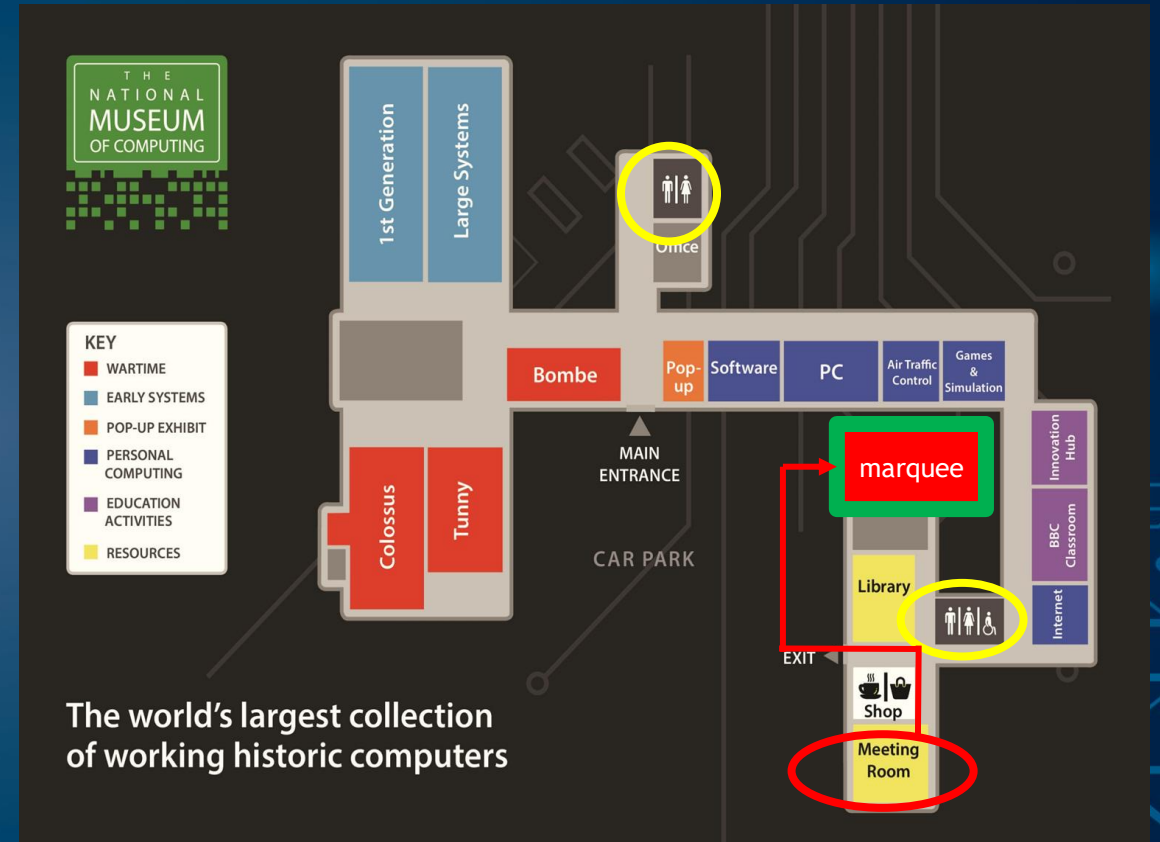 THE
NATIONAL
MUSEUM
OF COMPUTING
1st Generation
Large Systems
Office
KEY
WARTIME
EARLY SYSTEMS
POP-UP EXHIBIT
PERSONAL
COMPUTING
EDUCATION
ACTIVITIES
RESOURCES
Bombe
Pop-
up
Software
PC
Air Traffic
Control
Games
&
Simulation
MAIN
ENTRANCE
marquee
Innovation
Hub
Colossus
Tunny
BBC
Classroom
CAR PARK
Library
Internet
EXIT
Shop
Meeting
Room
The world's largest collection
of working historic computers